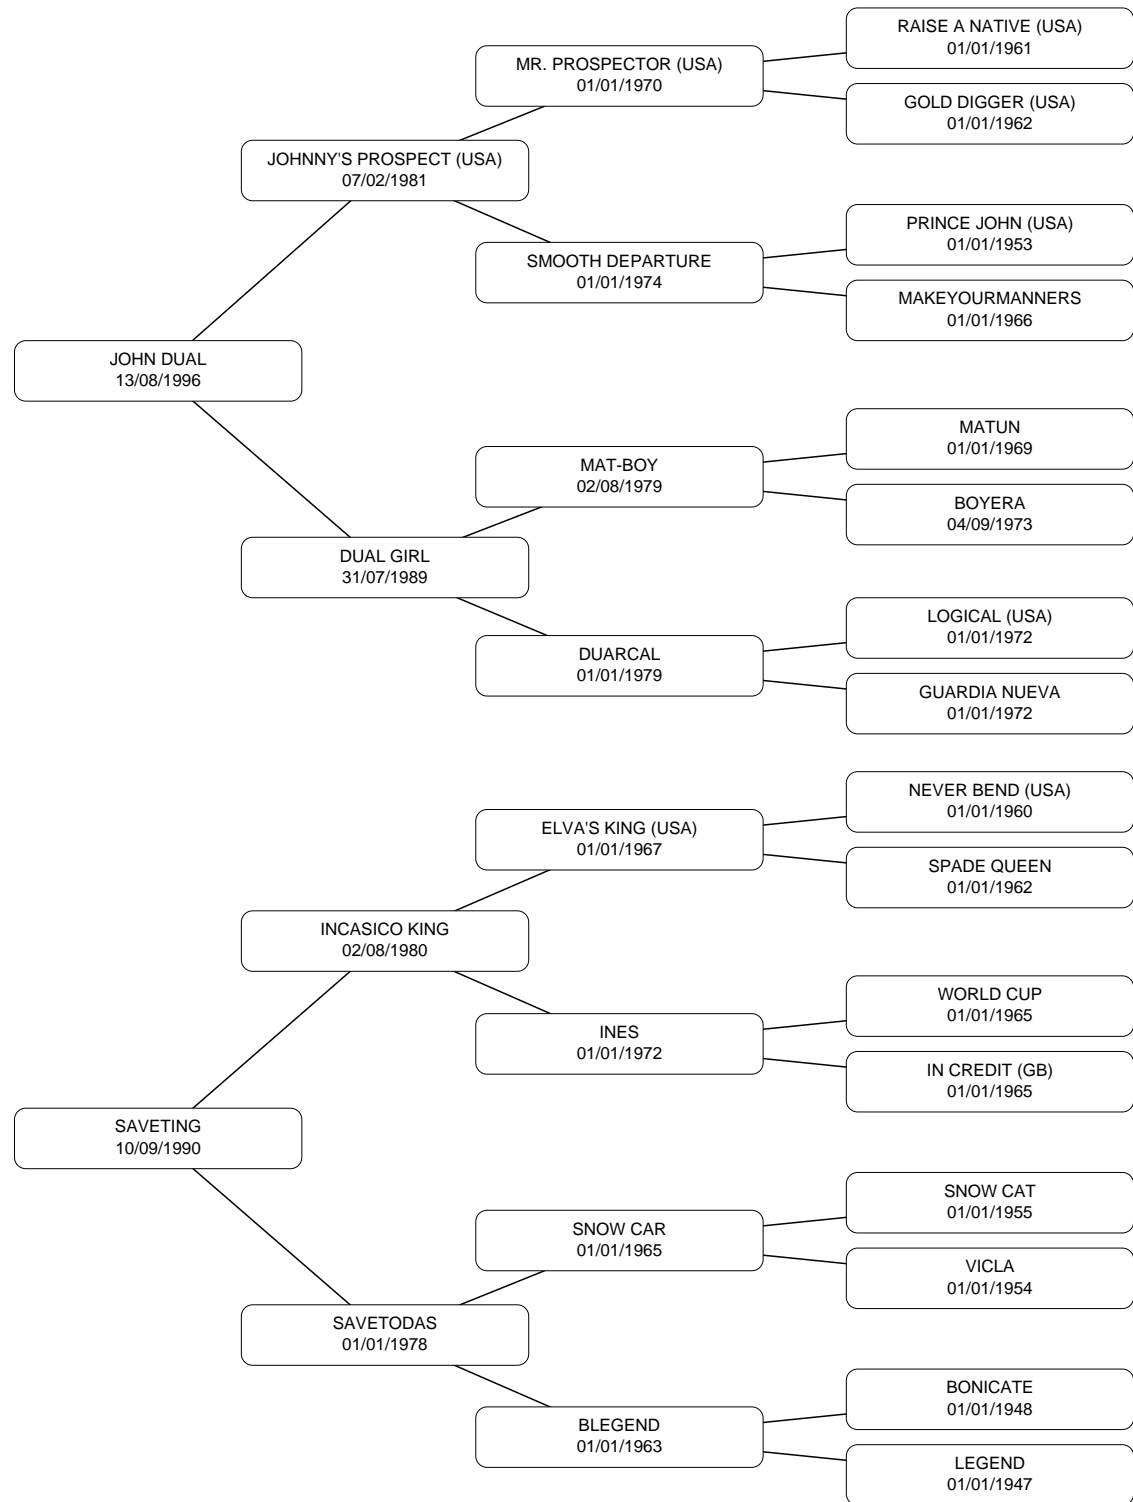 RAISE A NATIVE (USA)
01/01/1961
MR. PROSPECTOR (USA)
01/01/1970
GOLD DIGGER (USA)
01/01/1962
JOHNNY'S PROSPECT (USA)
07/02/1981
PRINCE JOHN (USA)
01/01/1953
SMOOTH DEPARTURE
01/01/1974
MAKEYOURMANNERS
01/01/1966
JOHN DUAL
13/08/1996
MATUN
01/01/1969
MAT-BOY
02/08/1979
BOYERA
04/09/1973
DUAL GIRL
31/07/1989
LOGICAL (USA)
01/01/1972
DUARCAL
01/01/1979
GUARDIA NUEVA
01/01/1972
NEVER BEND (USA)
01/01/1960
ELVA'S KING (USA)
01/01/1967
SPADE QUEEN
01/01/1962
INCASICO KING
02/08/1980
WORLD CUP
01/01/1965
INES
01/01/1972
IN CREDIT (GB)
01/01/1965
SAVETING
10/09/1990
SNOW CAT
01/01/1955
SNOW CAR
01/01/1965
VICLA
01/01/1954
SAVETODAS
01/01/1978
BONICATE
01/01/1948
BLEGEND
01/01/1963
LEGEND
01/01/1947